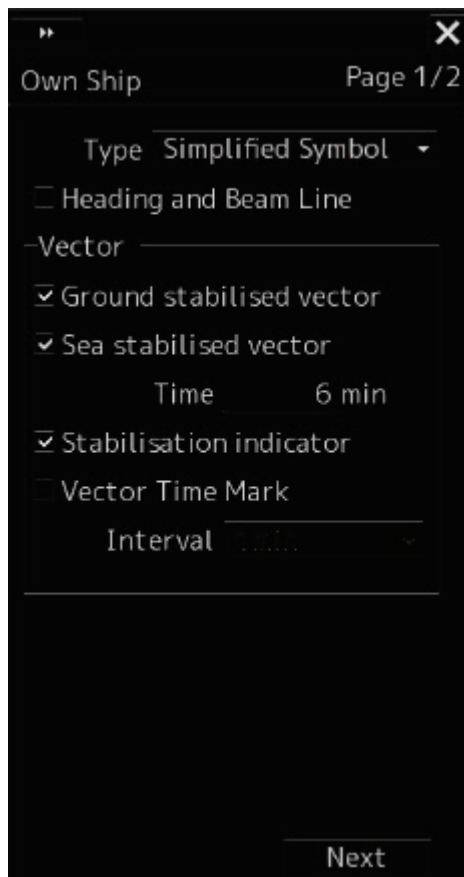 Own Ship Page 1/2
Type Simplified Symbol
Heading and Beam Line
Vector
Ground stabilised vector
Sea stabilised vector
Time 6 min
Stabilisation indicator
Vector Time Mark
Interval
Next